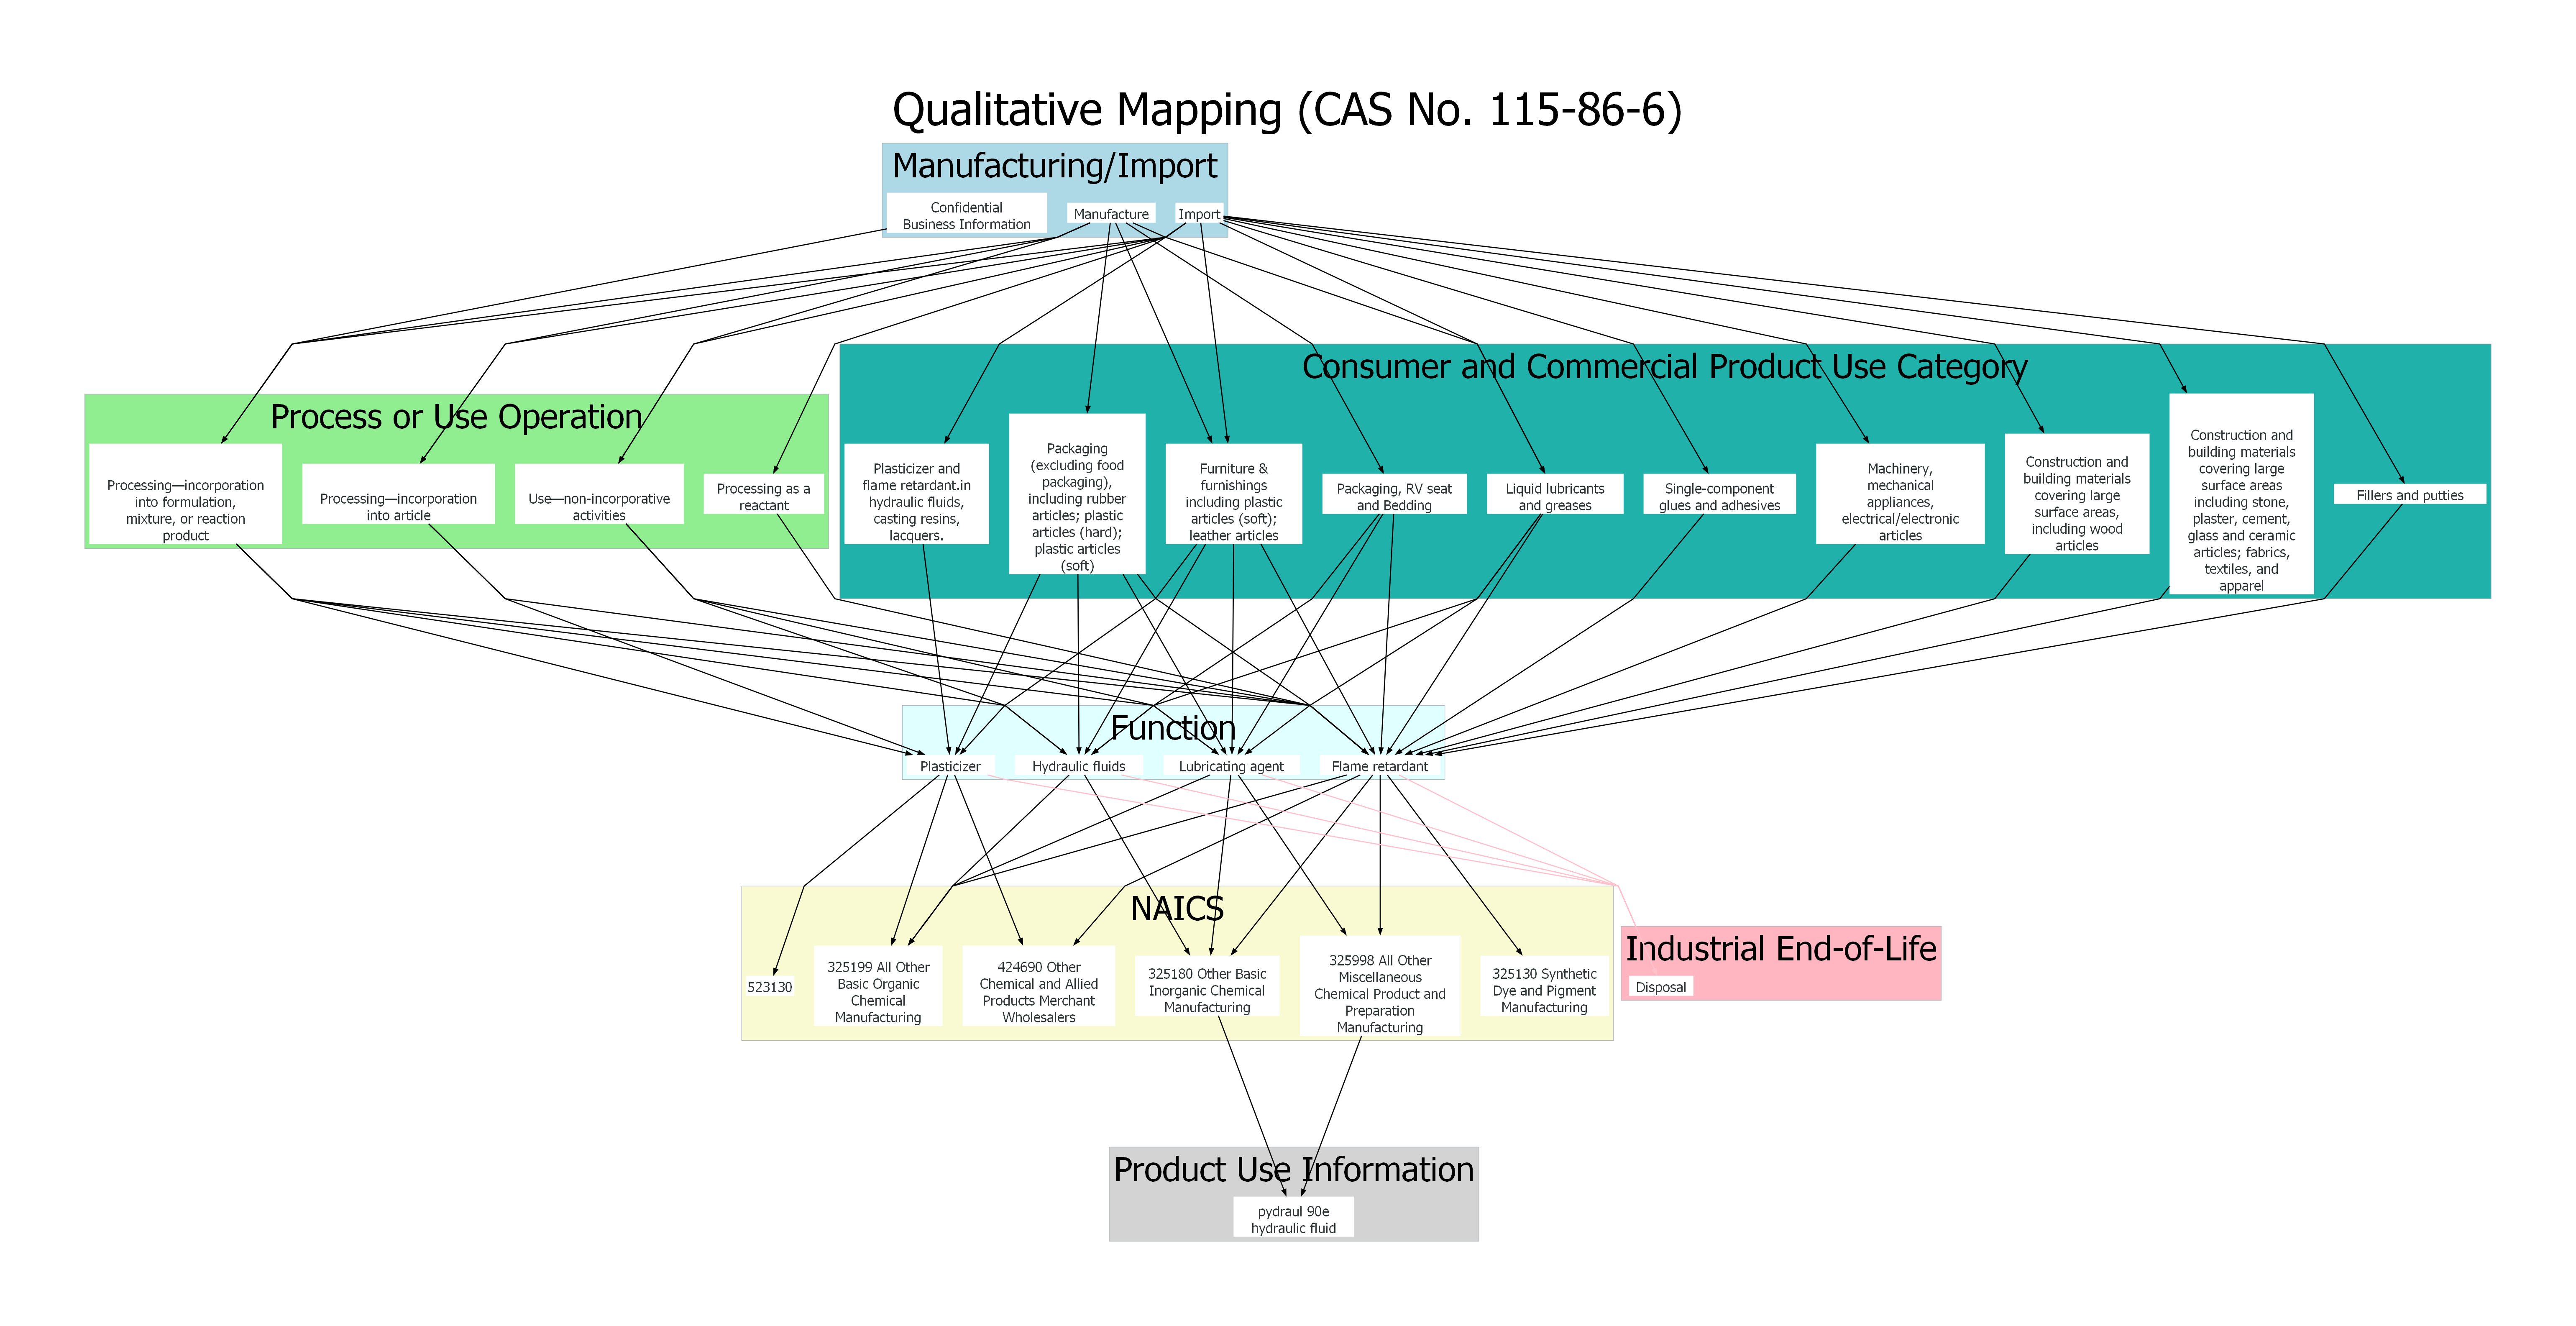 Qualitative Mapping (CAS No. 115-86-6)
Manufacturing/Import
Confidential
Business Information
Manufacture
Import
Process or Use Operation
Processing—incorporation
into formulation,
mixture, or reaction
product
Processing—incorporation
into article
Use—non-incorporative
activities
Processing as a
reactant
Consumer and Commercial Product Use Category
Plasticizer and
flame retardant.in
hydraulic fluids,
casting resins,
lacquers.
Packaging
(excluding food
packaging),
including rubber
articles; plastic
articles (hard);
plastic articles
(soft)
Furniture &
furnishings
including plastic
articles (soft);
leather articles
Packaging, RV seat
and Bedding
Liquid lubricants
and greases
Single-component
glues and adhesives
Machinery,
mechanical
appliances,
electrical/electronic
articles
Construction and
building materials
covering large
surface areas,
including wood
articles
Construction and
building materials
covering large
surface areas
including stone,
plaster, cement,
glass and ceramic
articles; fabrics,
textiles, and
apparel
Fillers and putties
Function
Plasticizer
Hydraulic fluids
Lubricating agent
Flame retardant
NAICS
523130
325199 All Other
Basic Organic
Chemical
Manufacturing
424690 Other
Chemical and Allied
Products Merchant
Wholesalers
325180 Other Basic
Inorganic Chemical
Manufacturing
325998 All Other
Miscellaneous
Chemical Product and
Preparation
Manufacturing
325130 Synthetic
Dye and Pigment
Manufacturing
Industrial End-of-Life
Disposal
Product Use Information
pydraul 90e
hydraulic fluid